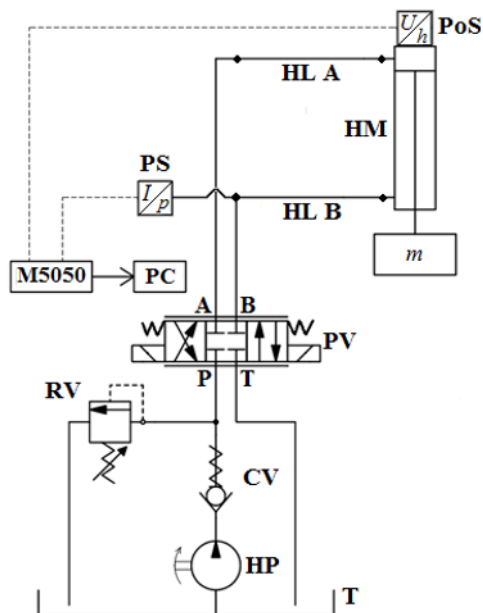 U/h PoS
HL A
HM
PS
I/p
HL B
m
M5050 PC
A B
PV
P T
RV
CV
HP
T